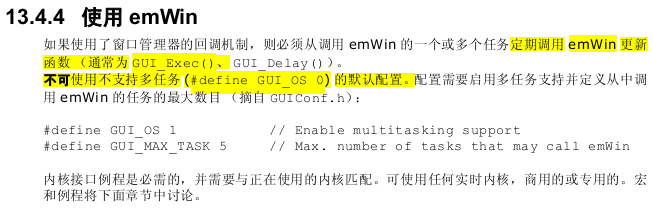 13.4.4 使用 emWin
如果使用了窗口管理器的回调机制，则必须从调用 emWin 的一个或多个任务定期调用 emWin 更新
函数（通常为 GUI_Exec()、 GUI_Delay()）。
不可使用不支持多任务 (#define GUI_OS 0) 的默认配置。配置需要启用多任务支持并定义从中调
用 emWin 的任务的最大数目（摘自 GUIConf.h）：
#define GUI_OS 1 // Enable multitasking support
#define GUI_MAX_TASK 5 // Max. number of tasks that may call emWin
内核接口例程是必需的，并需要与正在使用的内核匹配。可使用任何实时内核，商用的或专用的。宏
和例程将下面章节中讨论。